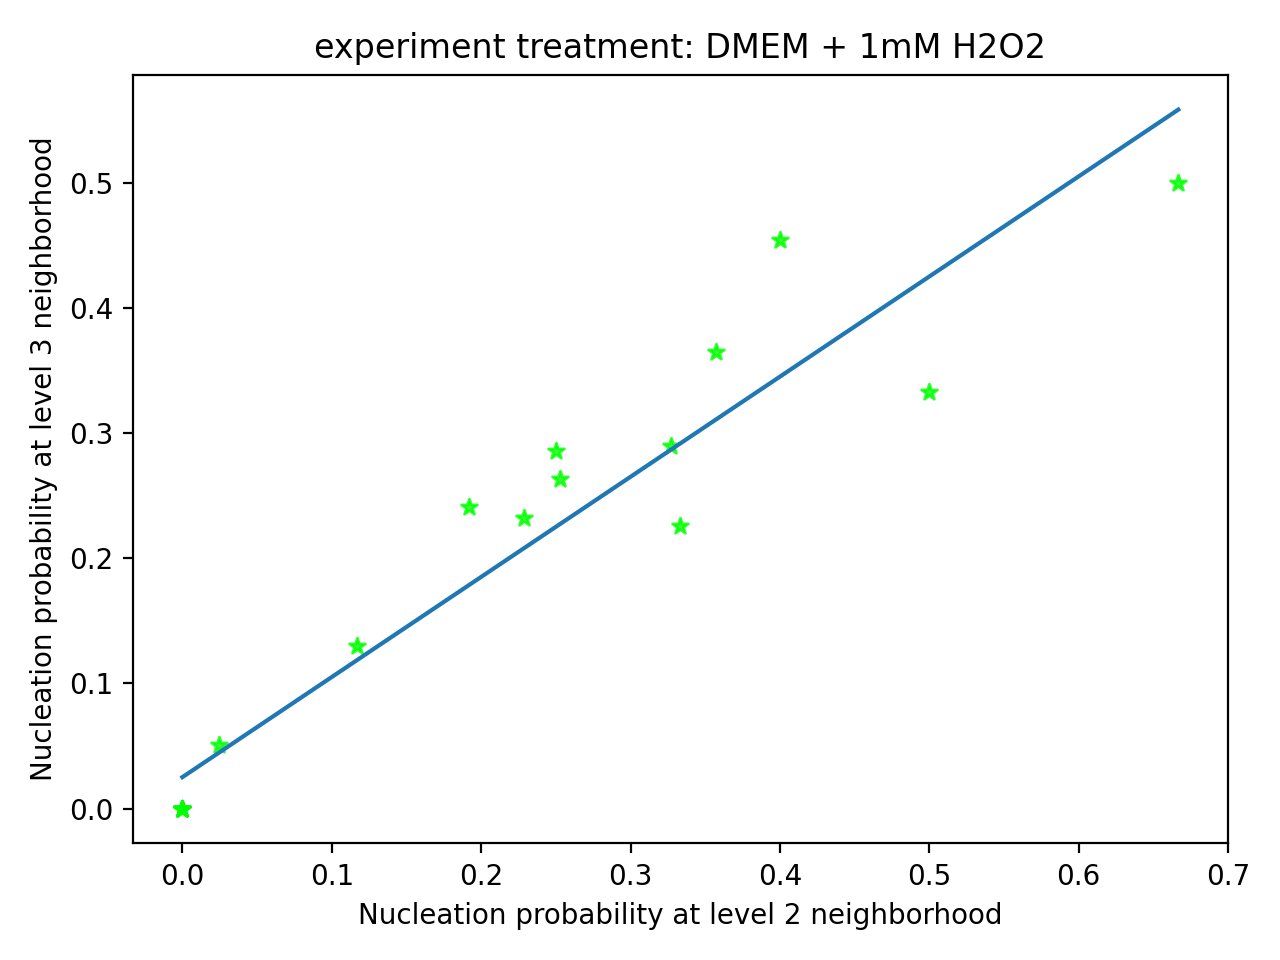 experiment treatment: DMEM + 1mM H2O2
Nucleation probability at level 3 neighborhood
0.5
0.4
0.3
0.2
0.1
0.0
0.0 0.1 0.2 0.3 0.4 0.5 0.6 0.7
Nucleation probability at level 2 neighborhood